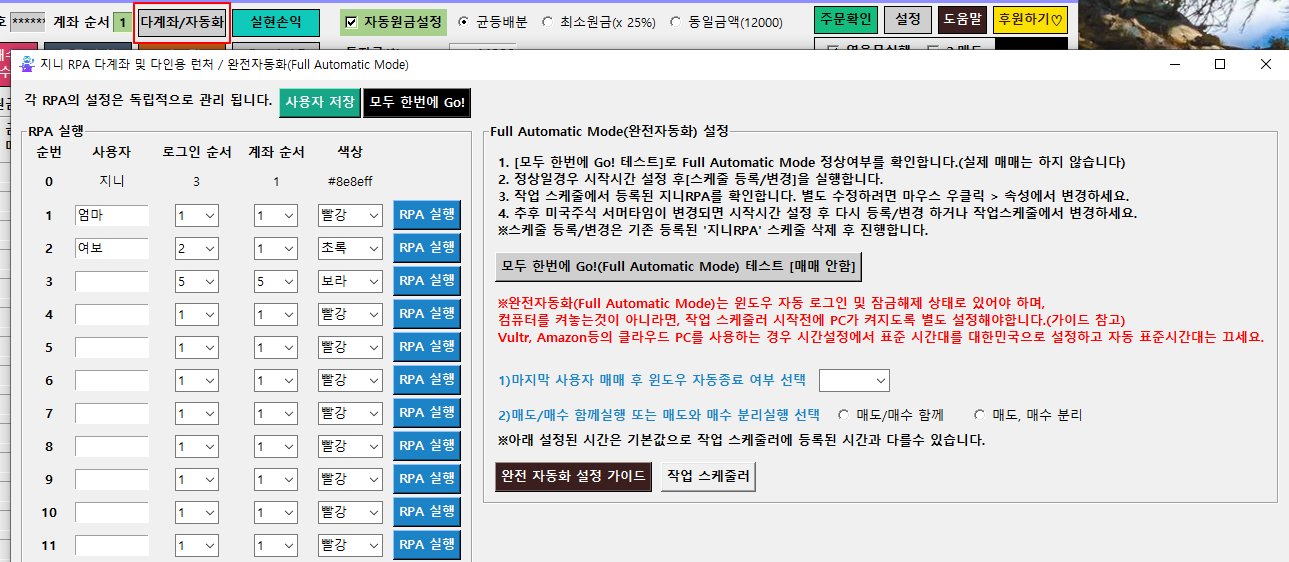 호 ****** 계좌 순서 1 다계좌/자동화 실현손익 자동원금설정 균등배분 최소원금(x 25%) 동일금액(12000) 주문확인 설정 도움말 후원하기♡
지니 RPA 다계좌 및 다인용 런처 / 완전자동화(Full Automatic Mode)
각 RPA의 설정은 독립적으로 관리 됩니다. 사용자 저장 모두 한번에 Go!
RPA 실행
순번 사용자 로그인 순서 계좌 순서 색상
0 지니 3 1 #8e8eff
1 엄마 1 1 빨강 RPA 실행
2 여보 2 1 초록 RPA 실행
3 5 5 보라 RPA 실행
4 1 1 빨강 RPA 실행
5 1 1 빨강 RPA 실행
6 1 1 빨강 RPA 실행
7 1 1 빨강 RPA 실행
8 1 1 빨강 RPA 실행
9 1 1 빨강 RPA 실행
10 1 1 빨강 RPA 실행
11 1 1 빨강 RPA 실행
Full Automatic Mode(완전자동화) 설정
1. [모두 한번에 Go! 테스트]로 Full Automatic Mode 정상여부를 확인합니다.(실제 매매는 하지 않습니다)
2. 정상일경우 시작시간 설정 후[스케줄 등록/변경]을 실행합니다.
3. 작업 스케줄에서 등록된 지니RPA를 확인합니다. 별도 수정하려면 마우스 우클릭 > 속성에서 변경하세요.
4. 추후 미국주식 서머타임이 변경되면 시작시간 설정 후 다시 등록/변경 하거나 작업스케줄에서 변경하세요.
※스케줄 등록/변경은 기존 등록된 '지니RPA' 스케줄 삭제 후 진행합니다.
모두 한번에 Go!(Full Automatic Mode) 테스트 [매매 안함]
※완전자동화(Full Automatic Mode)는 윈도우 자동 로그인 및 잠금해제 상태로 있어야 하며,
컴퓨터를 켜놓는것이 아니라면, 작업 스케줄러 시작전에 PC가 켜지도록 별도 설정해야합니다.(가이드 참고)
Vultr, Amazon등의 클라우드 PC를 사용하는 경우 시간설정에서 표준 시간대를 대한민국으로 설정하고 자동 표준시간대는 끄세요.
1)마지막 사용자 매매 후 윈도우 자동종료 여부 선택
2)매도/매수 함께실행 또는 매도와 매수 분리실행 선택 매도/매수 함께 매도, 매수 분리
※아래 설정된 시간은 기본값으로 작업 스케줄러에 등록된 시간과 다를수 있습니다.
완전 자동화 설정 가이드 작업 스케줄러